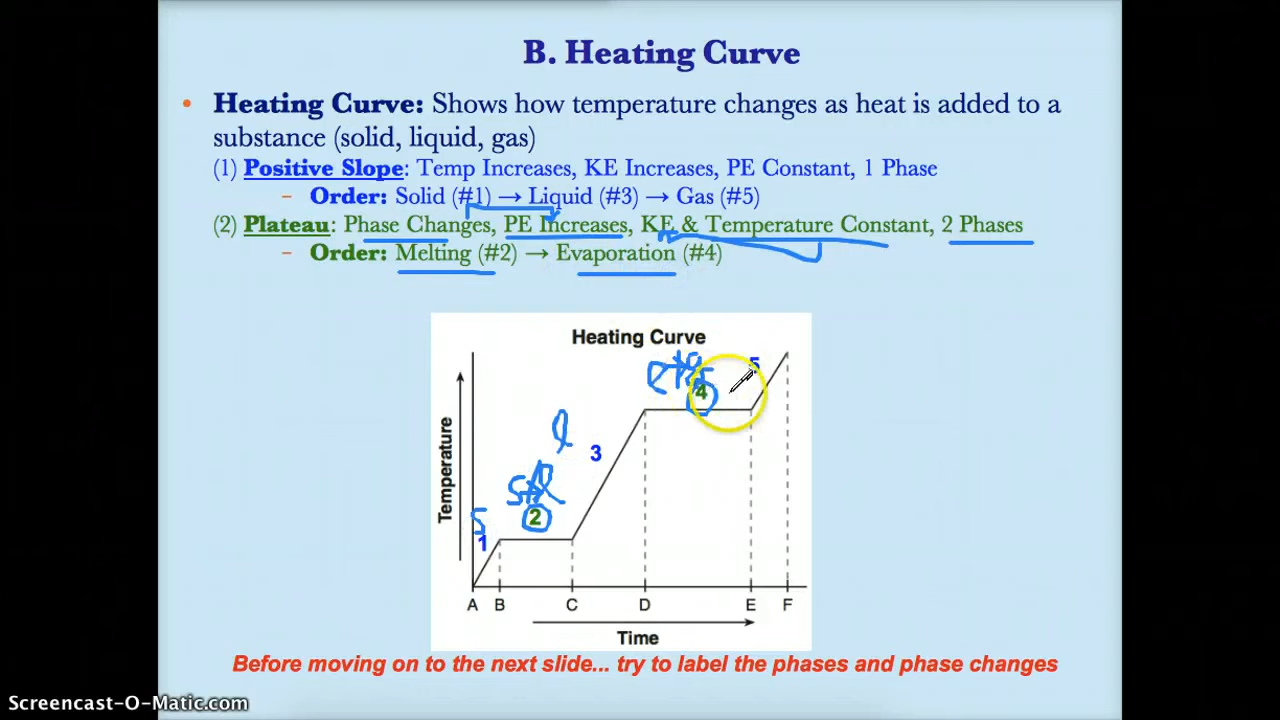 B. Heating Curve
• Heating Curve: Shows how temperature changes as heat is added to a
substance (solid, liquid, gas)
(1) Positive Slope: Temp Increases, KE Increases, PE Constant, 1 Phase
– Order: Solid (#1) → Liquid (#3) → Gas (#5)
(2) Plateau: Phase Changes, PE Increases, KE & Temperature Constant, 2 Phases
– Order: Melting (#2) → Evaporation (#4)
Heating Curve
5
4
l
3
s+l
2
s
1
Temperature
A B C D E F
Time
Before moving on to the next slide... try to label the phases and phase changes
Screencast-O-Matic.com